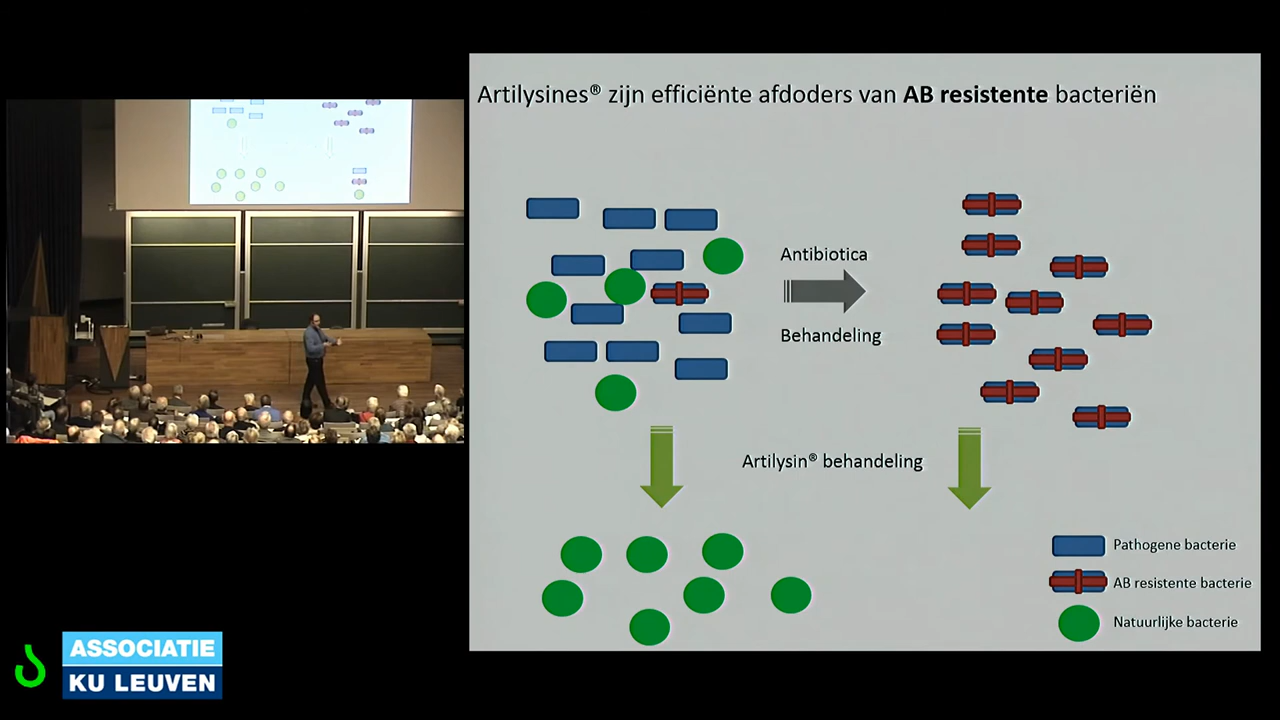 Artilysines® zijn efficiënte afdoders van AB resistente bacteriën
Antibiotica
Behandeling
Artilysin® behandeling
Pathogene bacterie
AB resistente bacterie
Natuurlijke bacterie
ASSOCIATIE
KU LEUVEN